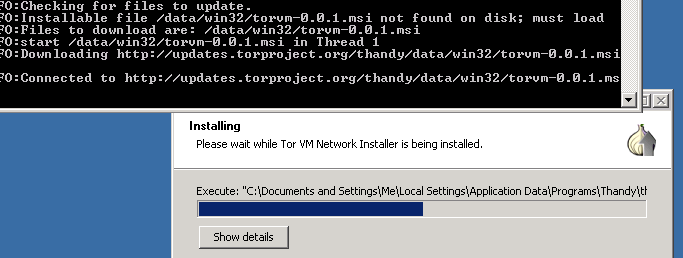 FO:Checking for files to update.
FO:Installable file /data/win32/torvm-0.0.1.msi not found on disk; must load
FO:Files to download are: /data/win32/torvm-0.0.1.msi
FO:start /data/win32/torvm-0.0.1.msi in Thread 1
FO:Downloading http://updates.torproject.org/thandy/data/win32/torvm-0.0.1.msi
FO:Connected to http://updates.torproject.org/thandy/data/win32/torvm-0.0.1.ms
Installing
Please wait while Tor VM Network Installer is being installed.
Execute: "C:\Documents and Settings\Me\Local Settings\Application Data\Programs\Thandy\th
Show details